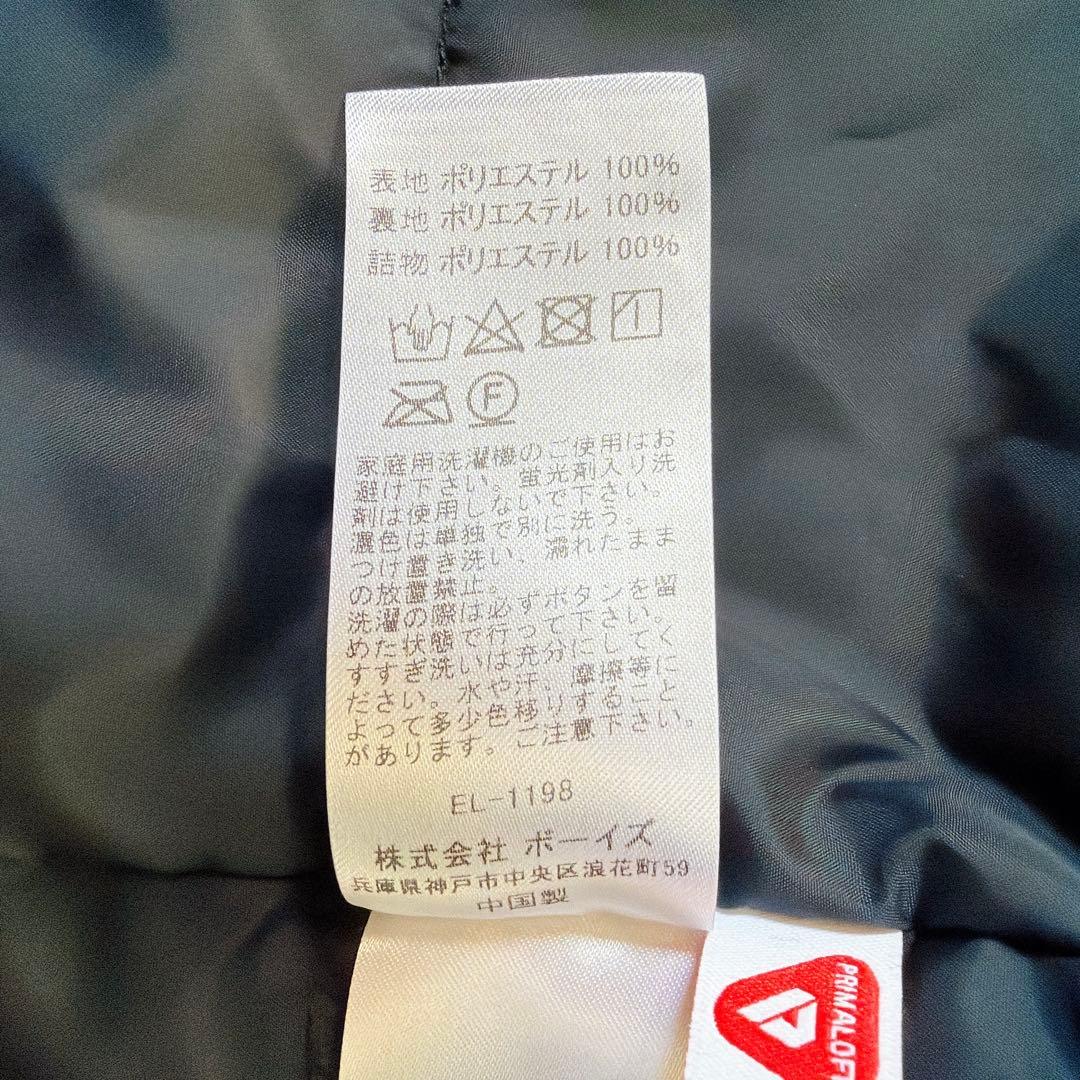 表地 ポリエステル 100%
裏地 ポリエステル 100%
詰物 ポリエステル 100%
F
家庭用洗濯機のご使用はお
避け下さい。蛍光剤入り洗
剤は使用しないで下さい。
濃色は単独で別に洗う。
つけ置き洗い、濡れたまま
の放置禁止。
洗濯の際は必ずボタンを留
めた状態で行って下さい。
すすぎ洗いは充分にしてく
ださい。水や汗、摩擦等に
よって多少色移りすること
があります。ご注意下さい。
EL-1198
株式会社 ボーイズ
兵庫県神戸市中央区浪花町59
中国製
PRIMALOFT